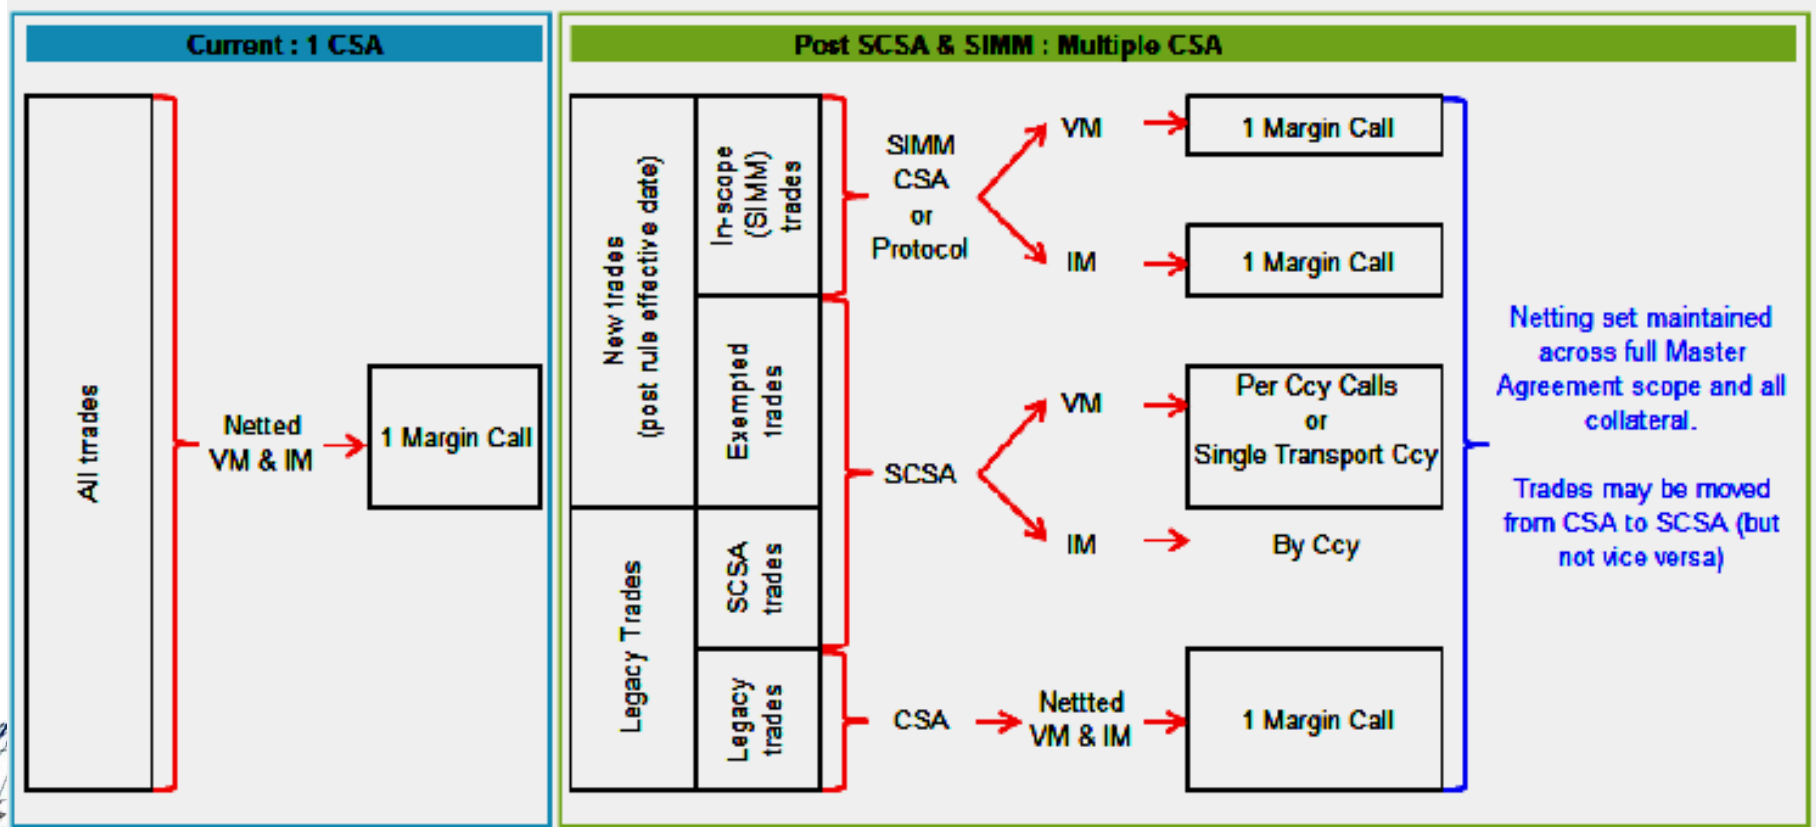 Current : 1 CSA
All trrades
Netted
VM & IM
1 Margin Call
Post SCSA & SIMM : Multiple CSA
New trades
(post rule effective date)
Legacy Trades
In-scope
(SIMM)
trades
Exempted
trades
SCSA
trades
Legacy
trades
SIMM
CSA
or
Protocol
VM
1 Margin Call
IM
1 Margin Call
SCSA
VM
Per Ccy Calls
or
Single Transport Ccy
IM
By Ccy
CSA
Nettted
VM & IM
1 Margin Call
Netting set maintained
across full Master
Agreement scope and all
collateral.
Trades may be moved
from CSA to SCSA (but
not vice versa)